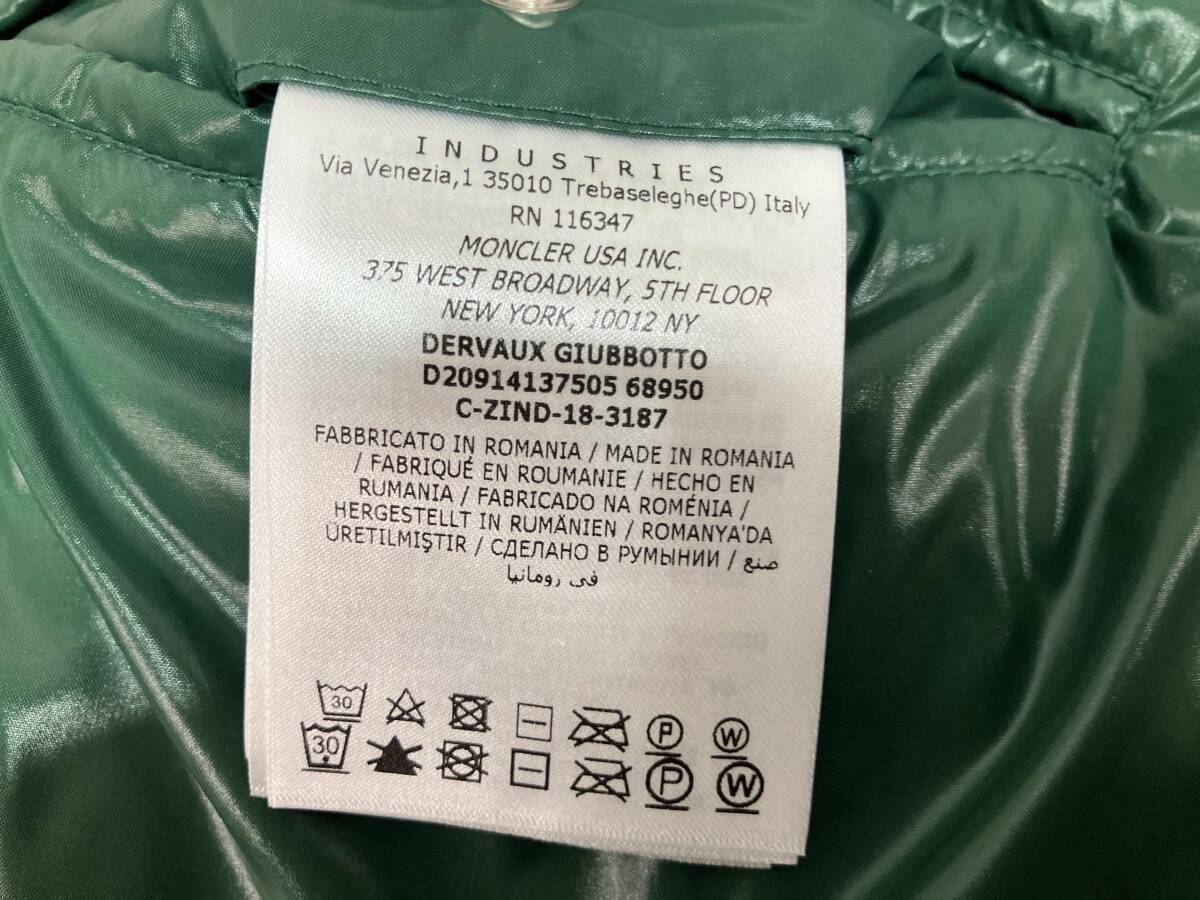 INDUSTRIES
Via Venezia,1 35010 Trebaseleghe(PD) Italy
RN 116347
MONCLER USA INC.
375 WEST BROADWAY, 5TH FLOOR
NEW YORK, 10012 NY
DERVAUX GIUBBOTTO
D20914137505 68950
C-ZIND-18-3187
FABBRICATO IN ROMANIA / MADE IN ROMANIA
/ FABRIQUÉ EN ROUMANIE / HECHO EN
RUMANIA / FABRICADO NA ROMÉNIA /
HERGESTELLT IN RUMÄNIEN / ROMANYA'DA
ÜRETILMIŞTIR / СДЕЛАНО В РУМЫНИИ / صنع
في رومانيا
30 P W
30 P W